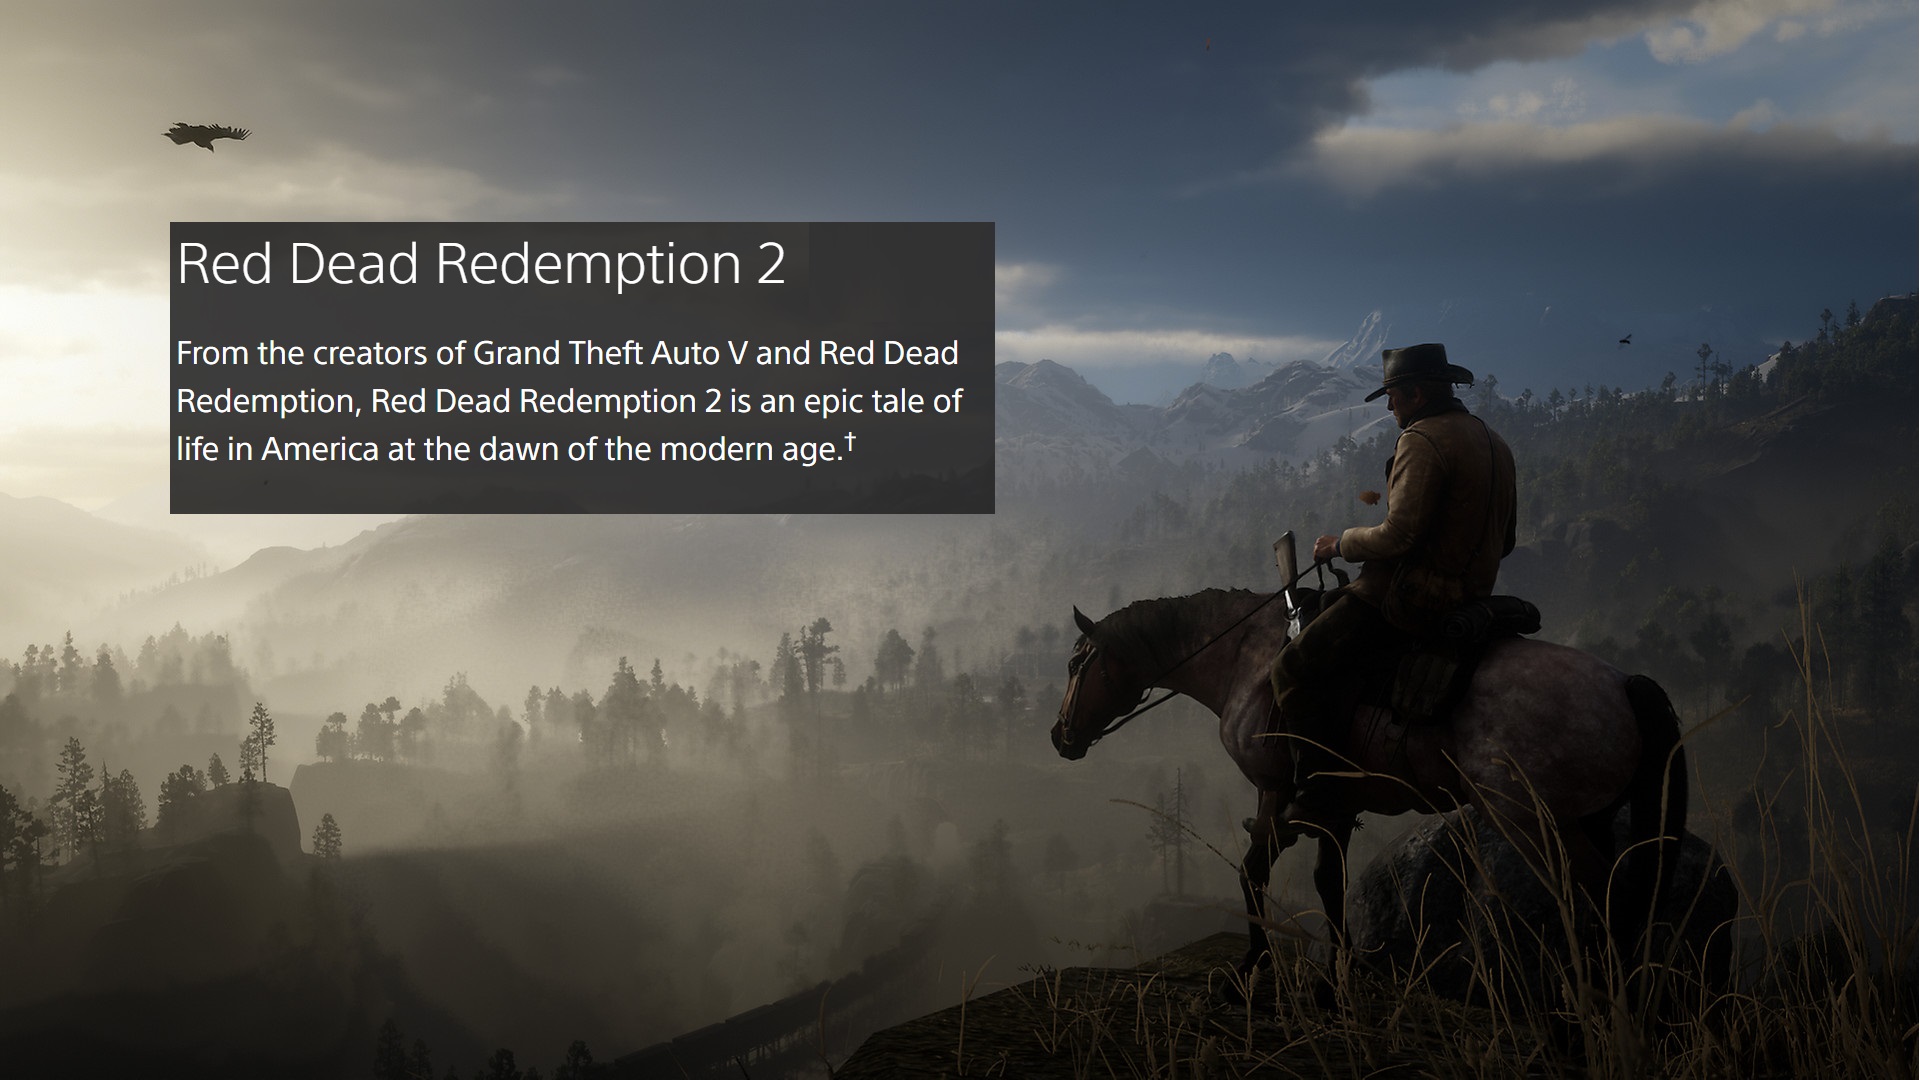 Red Dead Redemption 2
From the creators of Grand Theft Auto V and Red Dead
Redemption, Red Dead Redemption 2 is an epic tale of
life in America at the dawn of the modern age.†